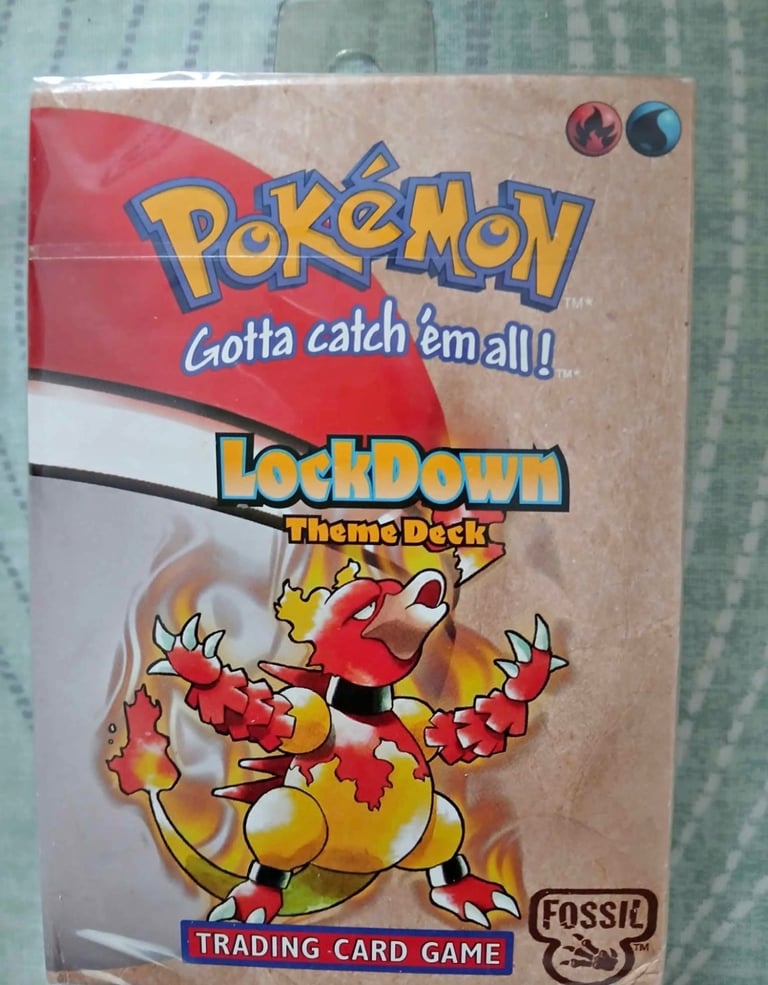 POKéMON
TM*
Gotta catch 'em all!
TM*
LockDown
Theme Deck
FOSSIL
TM
TRADING CARD GAME